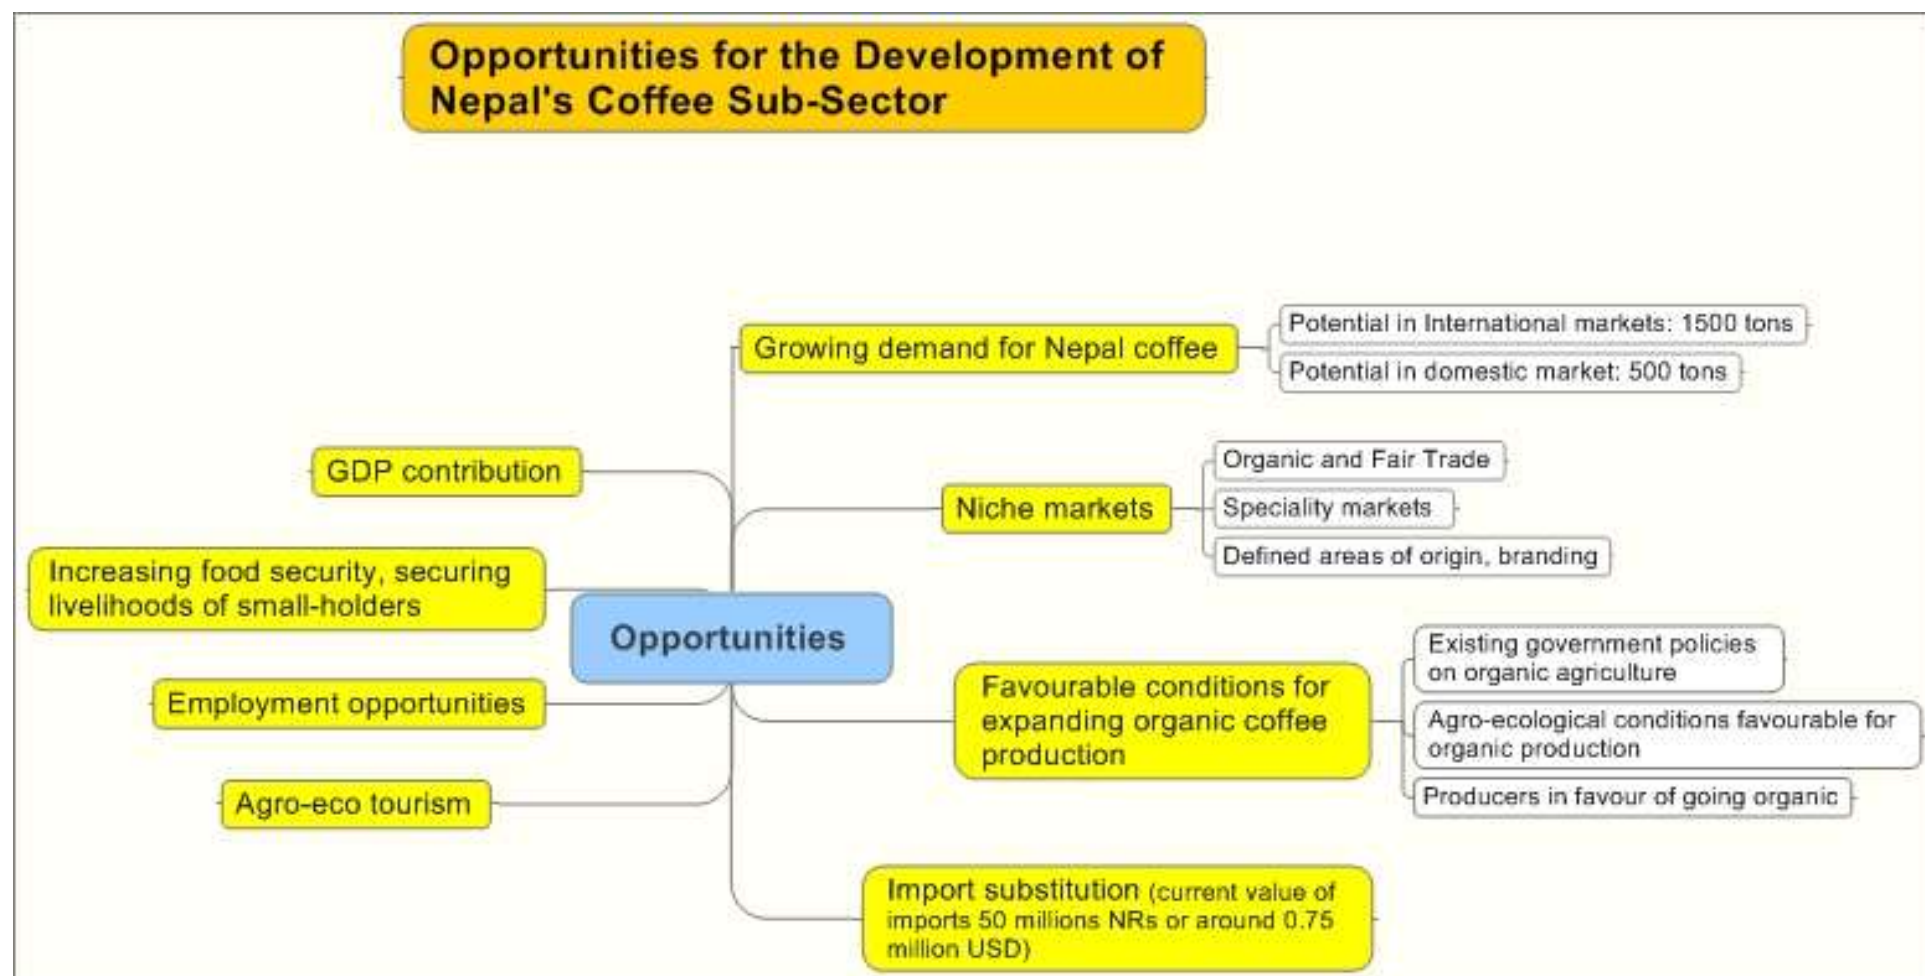 Opportunities for the Development of
Nepal's Coffee Sub-Sector
Growing demand for Nepal coffee
Potential in International markets: 1500 tons
Potential in domestic market: 500 tons
GDP contribution
Niche markets
Organic and Fair Trade
Speciality markets
Defined areas of origin, branding
Increasing food security, securing
livelihoods of small-holders
Opportunities
Employment opportunities
Favourable conditions for
expanding organic coffee
production
Existing government policies
on organic agriculture
Agro-ecological conditions favourable for
organic production
Producers in favour of going organic
Agro-eco tourism
Import substitution (current value of
imports 50 millions NRs or around 0.75
million USD)